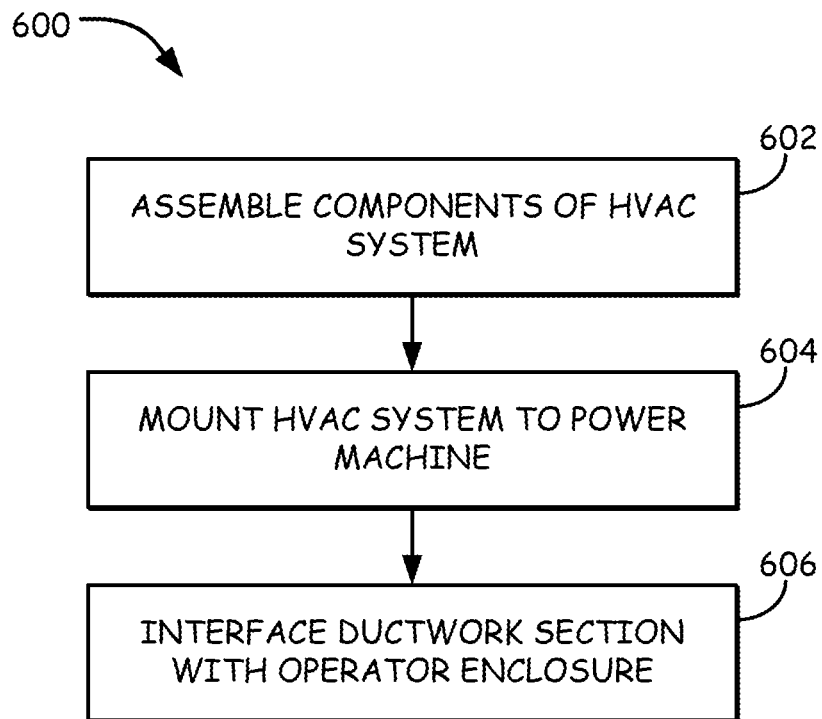 600
602
ASSEMBLE COMPONENTS OF HVAC
SYSTEM
604
MOUNT HVAC SYSTEM TO POWER
MACHINE
606
INTERFACE DUCTWORK SECTION
WITH OPERATOR ENCLOSURE